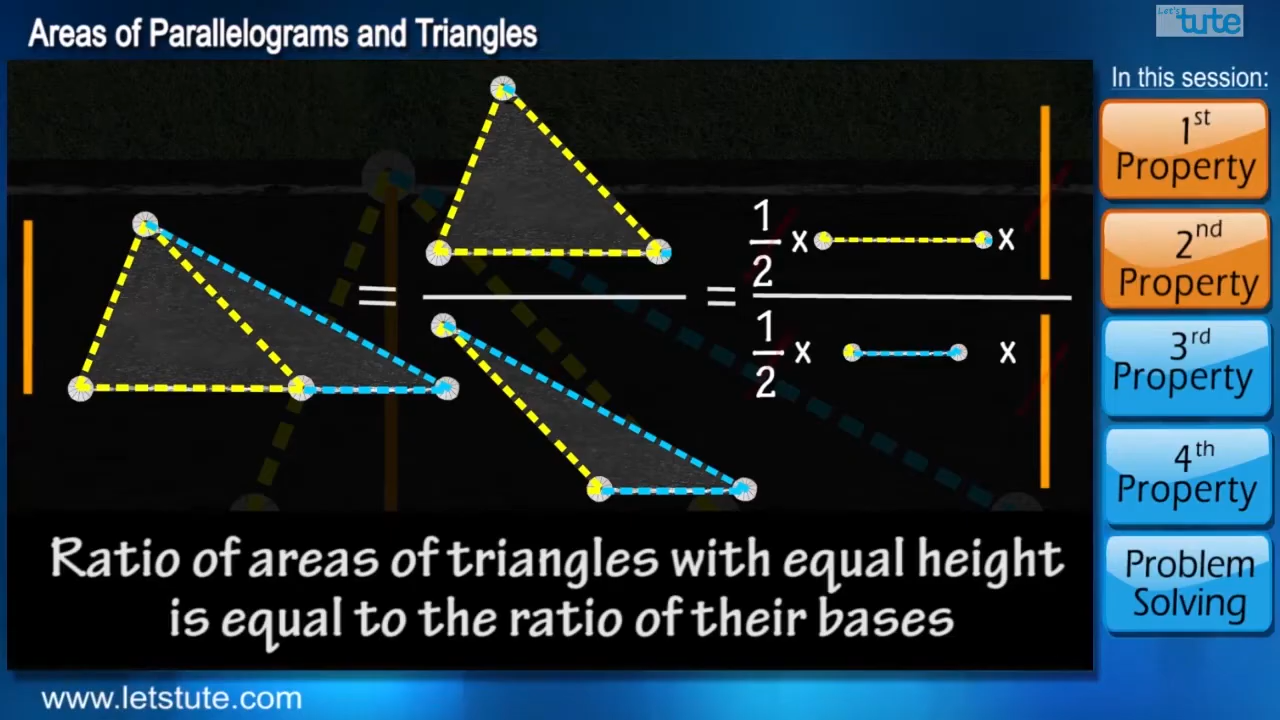 Areas of Parallelograms and Triangles
Let's
tute
In this session:
1st
Property
2nd
Property
3rd
Property
4th
Property
Problem
Solving
= = 1/2 x x
1/2 x x
Ratio of areas of triangles with equal height
is equal to the ratio of their bases
www.letstute.com